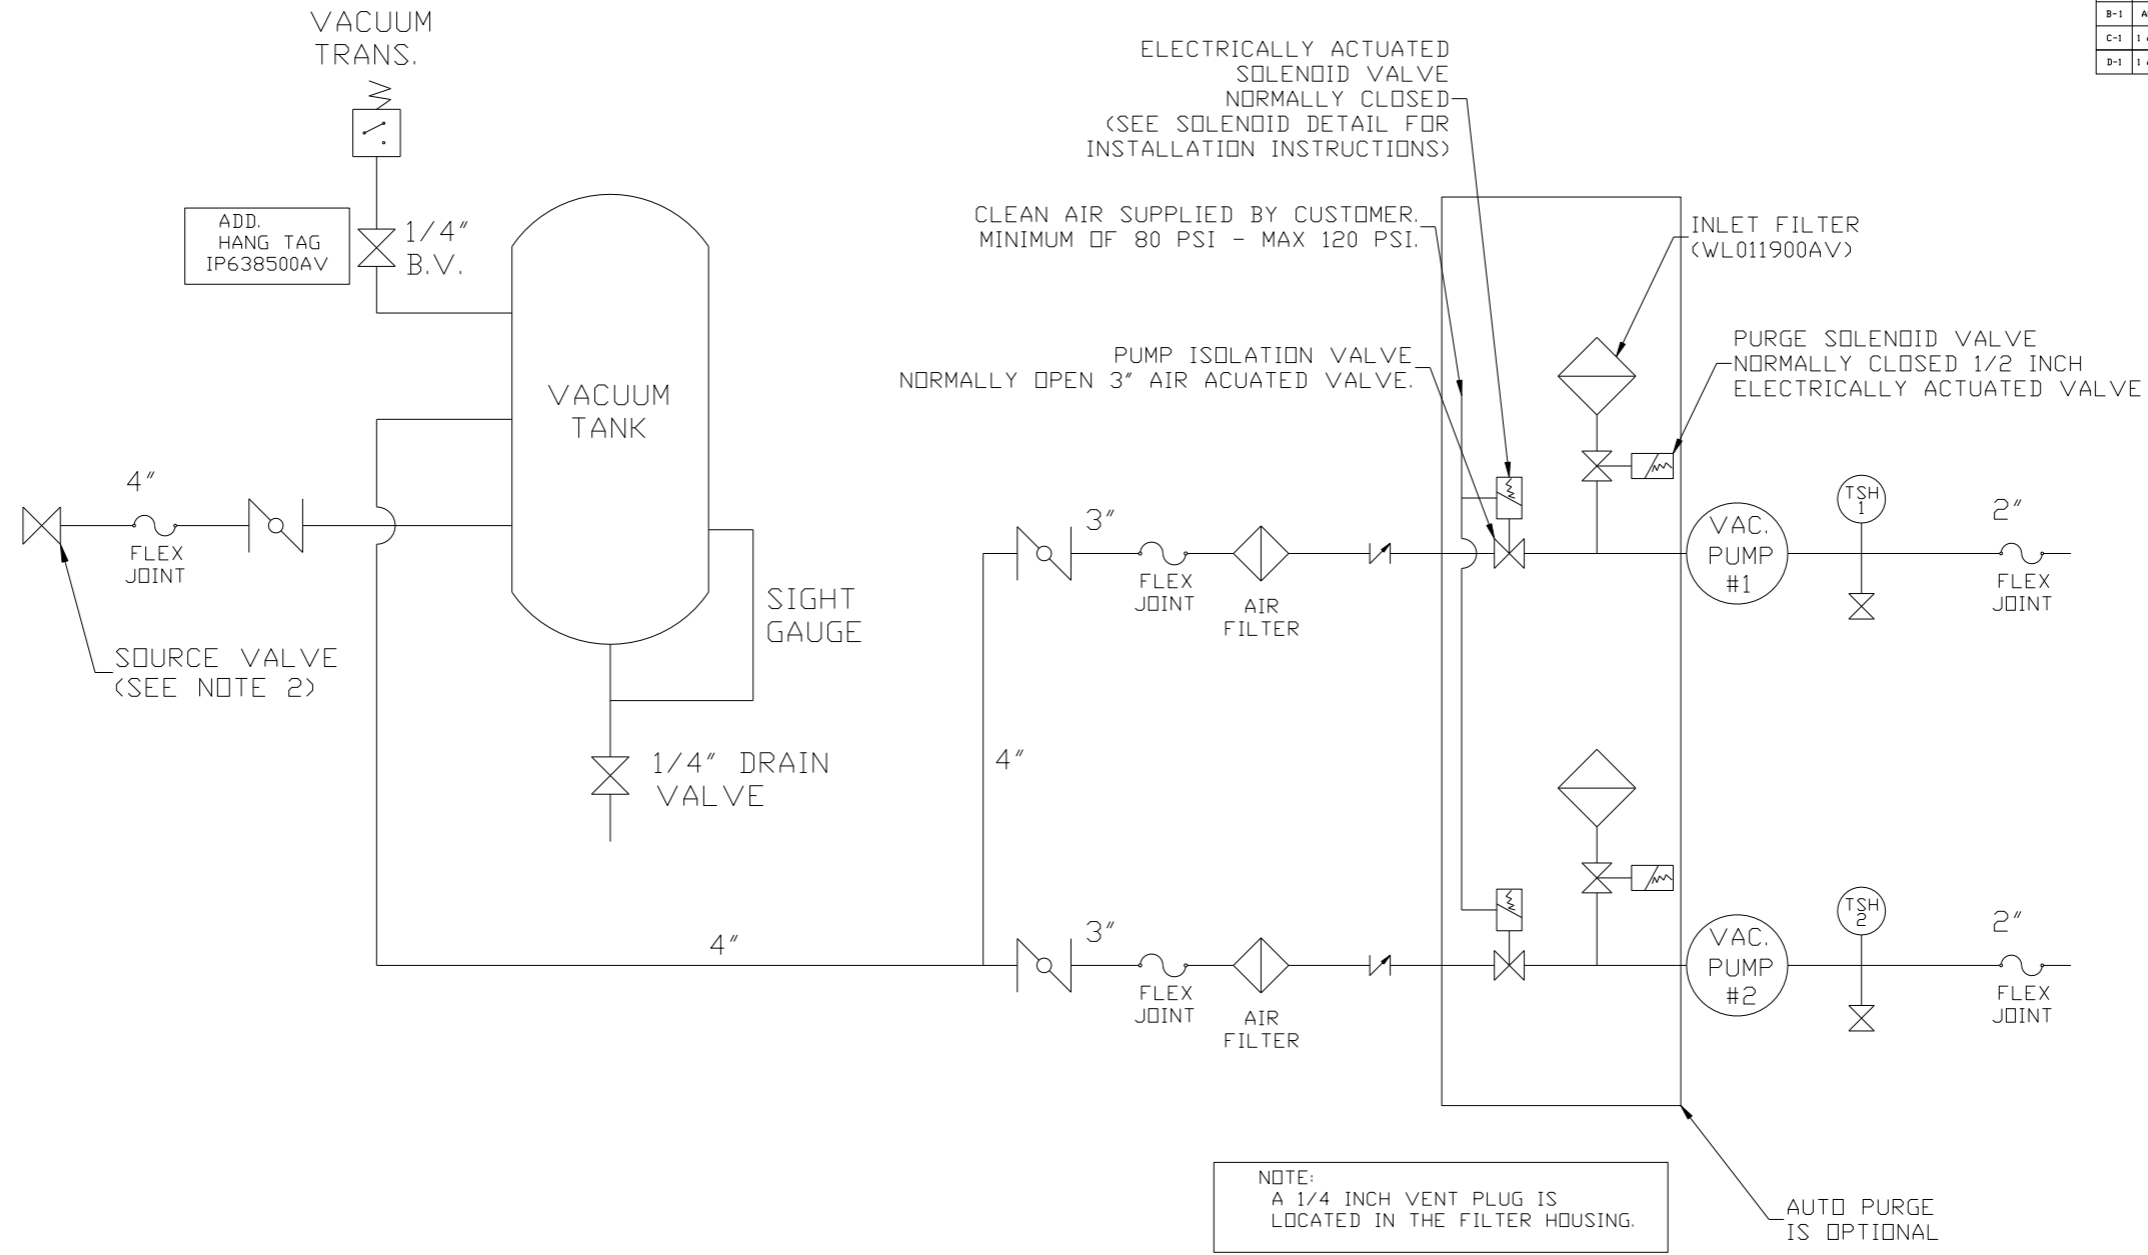 VACUUM
TRANS.
B-1 A
C-1 1
D-1 1
ELECTRICALLY ACTUATED
SOLENOID VALVE
NORMALLY CLOSED
(SEE SOLENOID DETAIL FOR
INSTALLATION INSTRUCTIONS)
ADD.
HANG TAG
IP638500AV
1/4"
B.V.
CLEAN AIR SUPPLIED BY CUSTOMER.
MINIMUM OF 80 PSI - MAX 120 PSI.
INLET FILTER
(WL011900AV)
PUMP ISOLATION VALVE
NORMALLY OPEN 3" AIR ACUATED VALVE.
PURGE SOLENOID VALVE
NORMALLY CLOSED 1/2 INCH
ELECTRICALLY ACTUATED VALVE
VACUUM
TANK
4"
FLEX
JOINT
SOURCE VALVE
(SEE NOTE 2)
SIGHT
GAUGE
1/4" DRAIN
VALVE
3"
FLEX
JOINT
AIR
FILTER
VAC.
PUMP
#1
TSH
1
2"
FLEX
JOINT
4"
4"
3"
FLEX
JOINT
AIR
FILTER
VAC.
PUMP
#2
TSH
2
2"
FLEX
JOINT
NOTE:
A 1/4 INCH VENT PLUG IS
LOCATED IN THE FILTER HOUSING.
AUTO PURGE
IS OPTIONAL